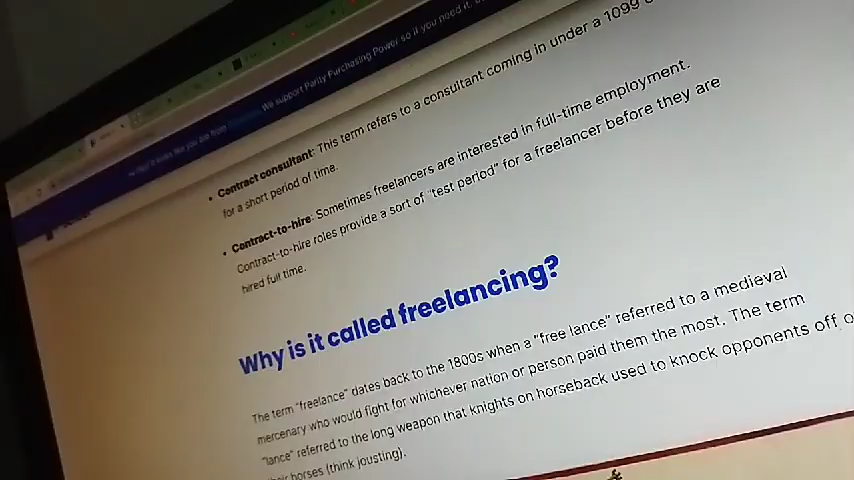 looks like you are from
We support Parity Purchasing Power so if you need it,
• Contract consultant: This term refers to a consultant coming in under a 1099
for a short period of time.
• Contract-to-hire: Sometimes freelancers are interested in full-time employment.
Contract-to-hire roles provide a sort of "test period" for a freelancer before they are
hired full time.
Why is it called freelancing?
The term "freelance" dates back to the 1800s when a "free lance" referred to a medieval
mercenary who would fight for whichever nation or person paid them the most. The term
"lance" referred to the long weapon that knights on horseback used to knock opponents off
their horses (think jousting).